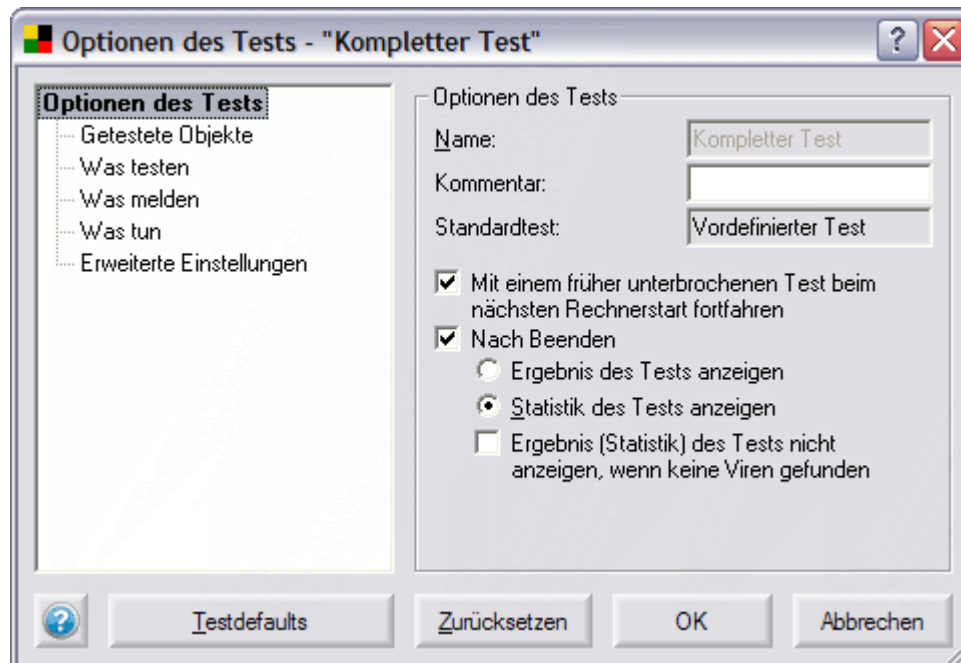 Optionen des Tests - "Kompletter Test"
Optionen des Tests
Getestete Objekte
Was testen
Was melden
Was tun
Erweiterte Einstellungen
Optionen des Tests
Name:
Kompletter Test
Kommentar:
Standardtest:
Vordefinierter Test
Mit einem früher unterbrochenen Test beim
nächsten Rechnerstart fortfahren
Nach Beenden
Ergebnis des Tests anzeigen
Statistik des Tests anzeigen
Ergebnis (Statistik) des Tests nicht
anzeigen, wenn keine Viren gefunden
Testdefaults
Zurücksetzen
OK
Abbrechen